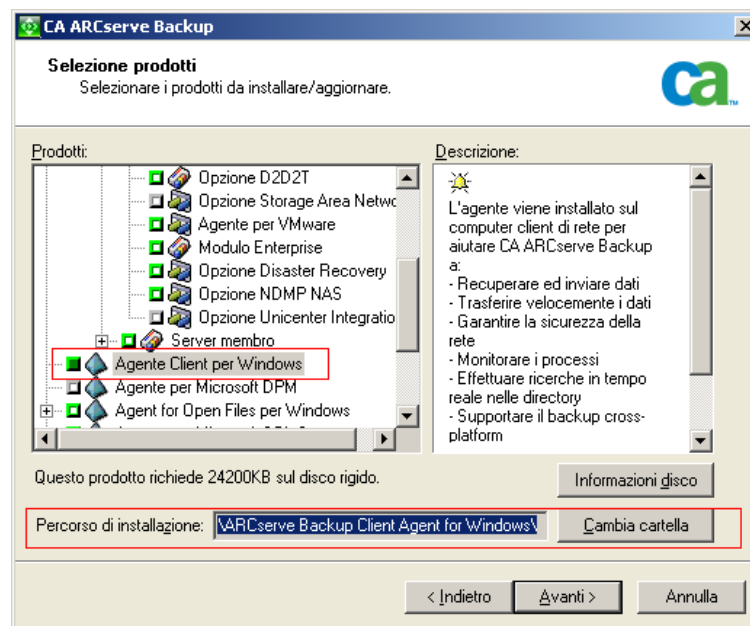 CA ARCserve Backup
Selezione prodotti
Selezionare i prodotti da installare/aggiornare.
ca
Prodotti:
Opzione D2D2T
Opzione Storage Area Netwo
Agente per VMware
Modulo Enterprise
Opzione Disaster Recovery
Opzione NDMP NAS
Opzione Unicenter Integratio
Server membro
Agente Client per Windows
Agente per Microsoft DPM
Agent for Open Files per Windows
Descrizione:
L'agente viene installato sul
computer client di rete per
aiutare CA ARCserve Backup
a:
- Recuperare ed inviare dati
- Trasferire velocemente i dati
- Garantire la sicurezza della
rete
- Monitorare i processi
- Effettuare ricerche in tempo
reale nelle directory
- Supportare il backup cross-
platform
Questo prodotto richiede 24200KB sul disco rigido.
Informazioni disco
Percorso di installazione: \ARCserve Backup Client Agent for Windows\
Cambia cartella
< Indietro
Avanti >
Annulla